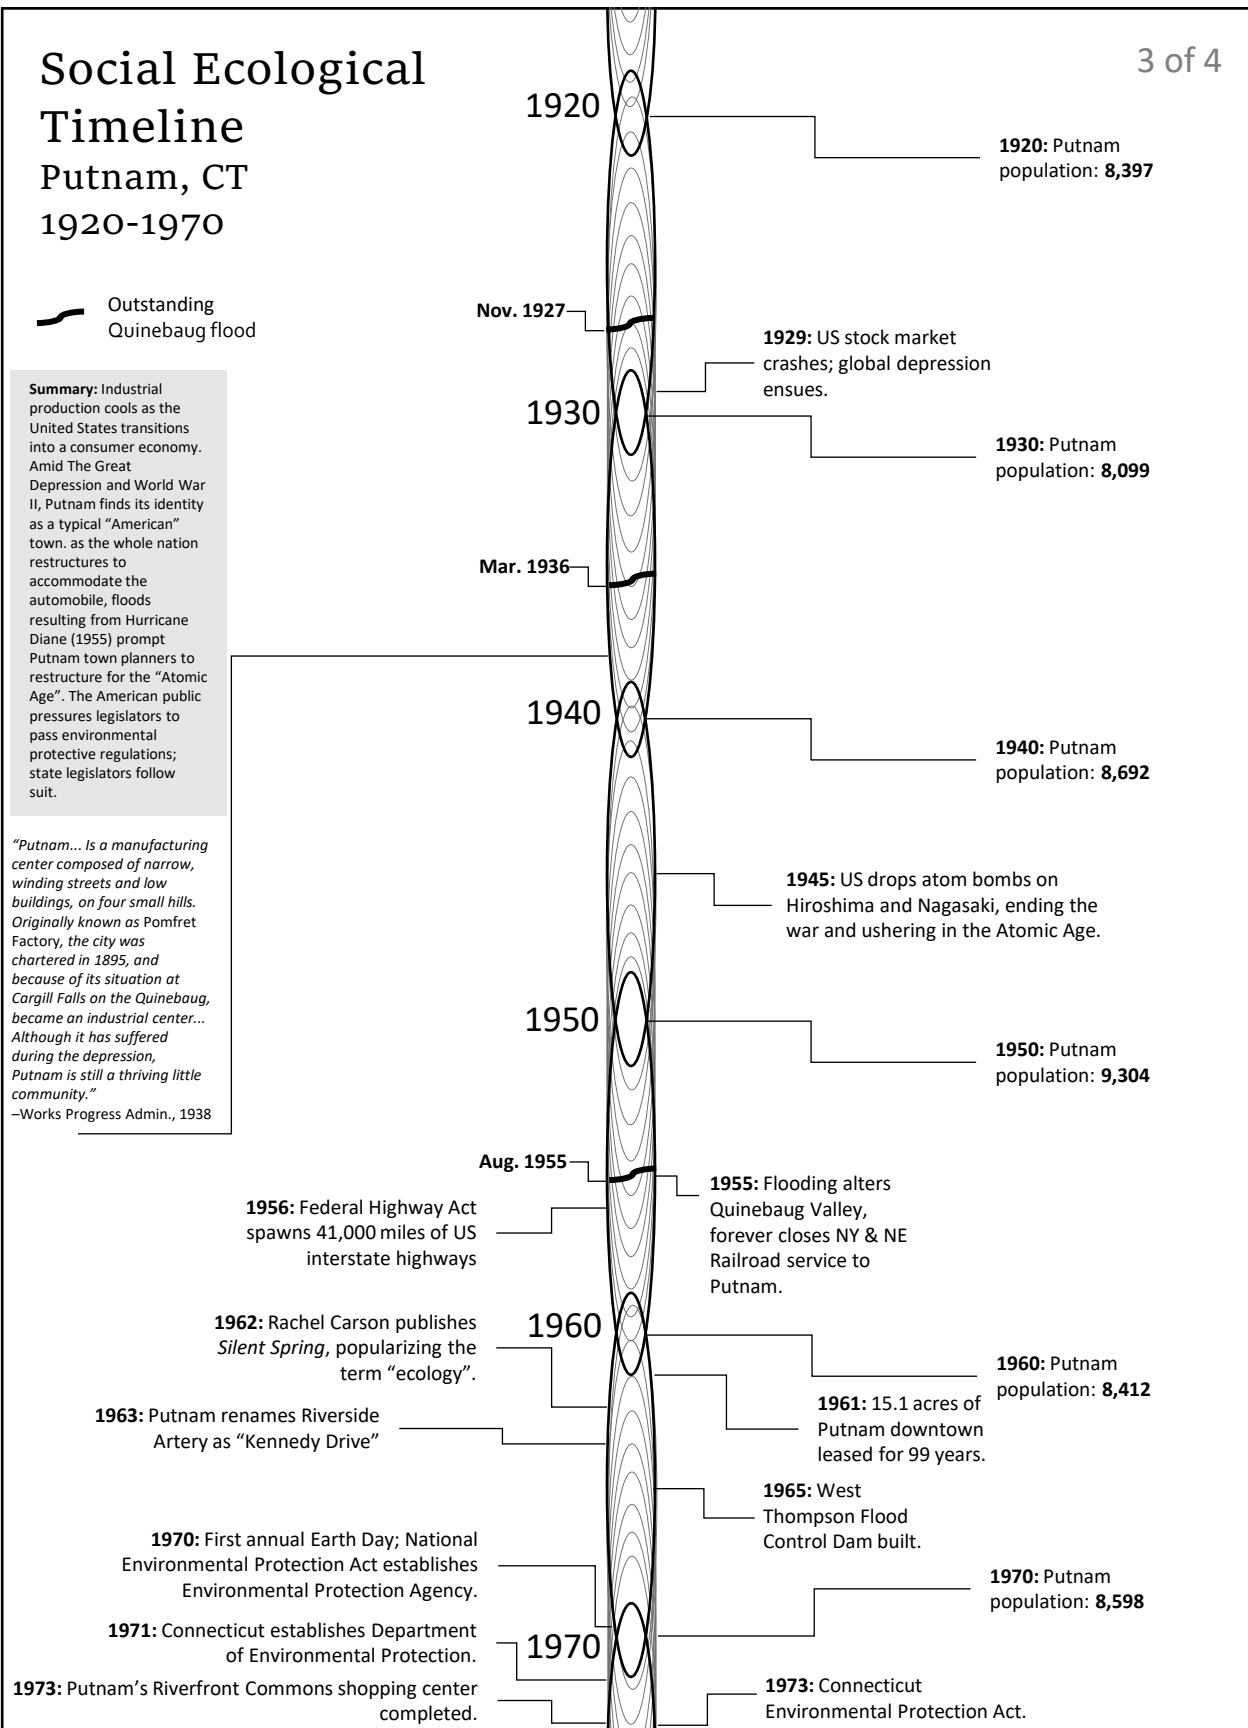 Social Ecological
Timeline
Putnam, CT
1920-1970
3 of 4
Outstanding
Quinebaug flood
Summary: Industrial
production cools as the
United States transitions
into a consumer economy.
Amid The Great
Depression and World War
II, Putnam finds its identity
as a typical “American”
town. as the whole nation
restructures to
accommodate the
automobile, floods
resulting from Hurricane
Diane (1955) prompt
Putnam town planners to
restructure for the “Atomic
Age”. The American public
pressures legislators to
pass environmental
protective regulations;
state legislators follow
suit.
“Putnam... Is a manufacturing
center composed of narrow,
winding streets and low
buildings, on four small hills.
Originally known as Pomfret
Factory, the city was
chartered in 1895, and
because of its situation at
Cargill Falls on the Quinebaug,
became an industrial center...
Although it has suffered
during the depression,
Putnam is still a thriving little
community.”
–Works Progress Admin., 1938
1920
1920: Putnam
population: 8,397
Nov. 1927
1929: US stock market
crashes; global depression
ensues.
1930
1930: Putnam
population: 8,099
Mar. 1936
1940
1940: Putnam
population: 8,692
1945: US drops atom bombs on
Hiroshima and Nagasaki, ending the
war and ushering in the Atomic Age.
1950
1950: Putnam
population: 9,304
Aug. 1955
1955: Flooding alters
Quinebaug Valley,
forever closes NY & NE
Railroad service to
Putnam.
1956: Federal Highway Act
spawns 41,000 miles of US
interstate highways
1960
1960: Putnam
population: 8,412
1962: Rachel Carson publishes
Silent Spring, popularizing the
term “ecology”.
1961: 15.1 acres of
Putnam downtown
leased for 99 years.
1963: Putnam renames Riverside
Artery as “Kennedy Drive”
1965: West
Thompson Flood
Control Dam built.
1970: First annual Earth Day; National
Environmental Protection Act establishes
Environmental Protection Agency.
1970: Putnam
population: 8,598
1971: Connecticut establishes Department
of Environmental Protection.
1970
1973: Putnam’s Riverfront Commons shopping center
completed.
1973: Connecticut
Environmental Protection Act.